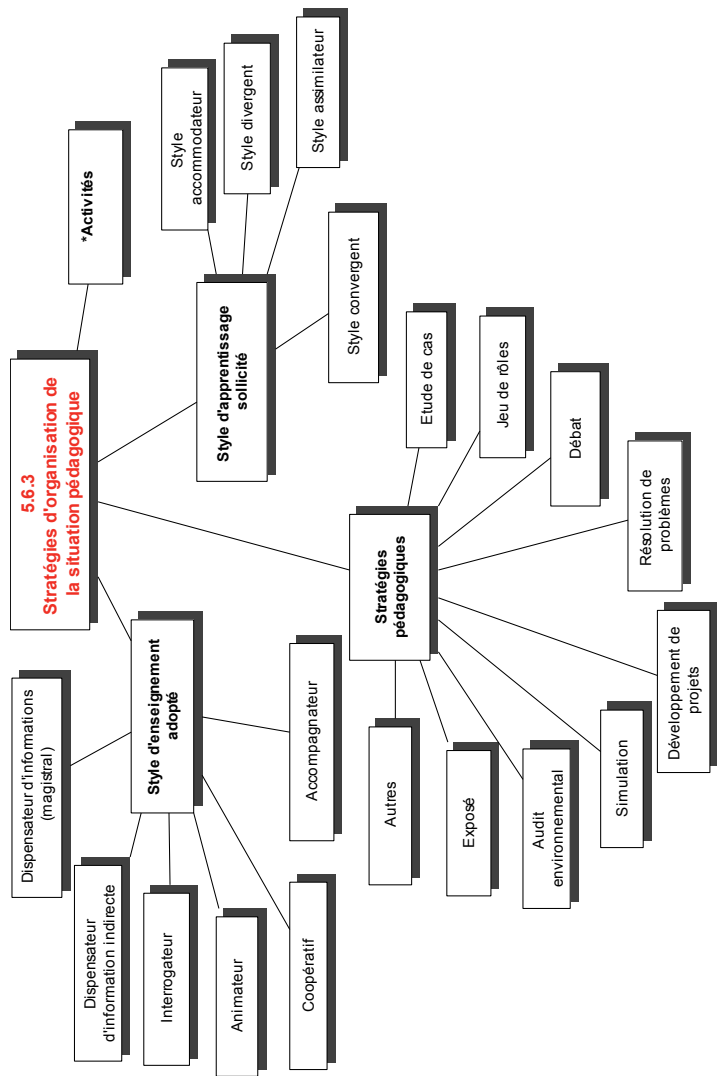 5.6.3
Stratégies d'organisation de
la situation pédagogique
*Activités
Style d'enseignement
adopté
Dispensateur d'informations
(magistral)
Dispensateur
d'information indirecte
Interrogateur
Animateur
Coopératif
Accompagnateur
Style d'apprentissage
sollicité
Style
accommodateur
Style divergent
Style assimilateur
Style convergent
Stratégies
pédagogiques
Autres
Exposé
Audit
environnemental
Simulation
Développement de
projets
Résolution de
problèmes
Débat
Jeu de rôles
Etude de cas